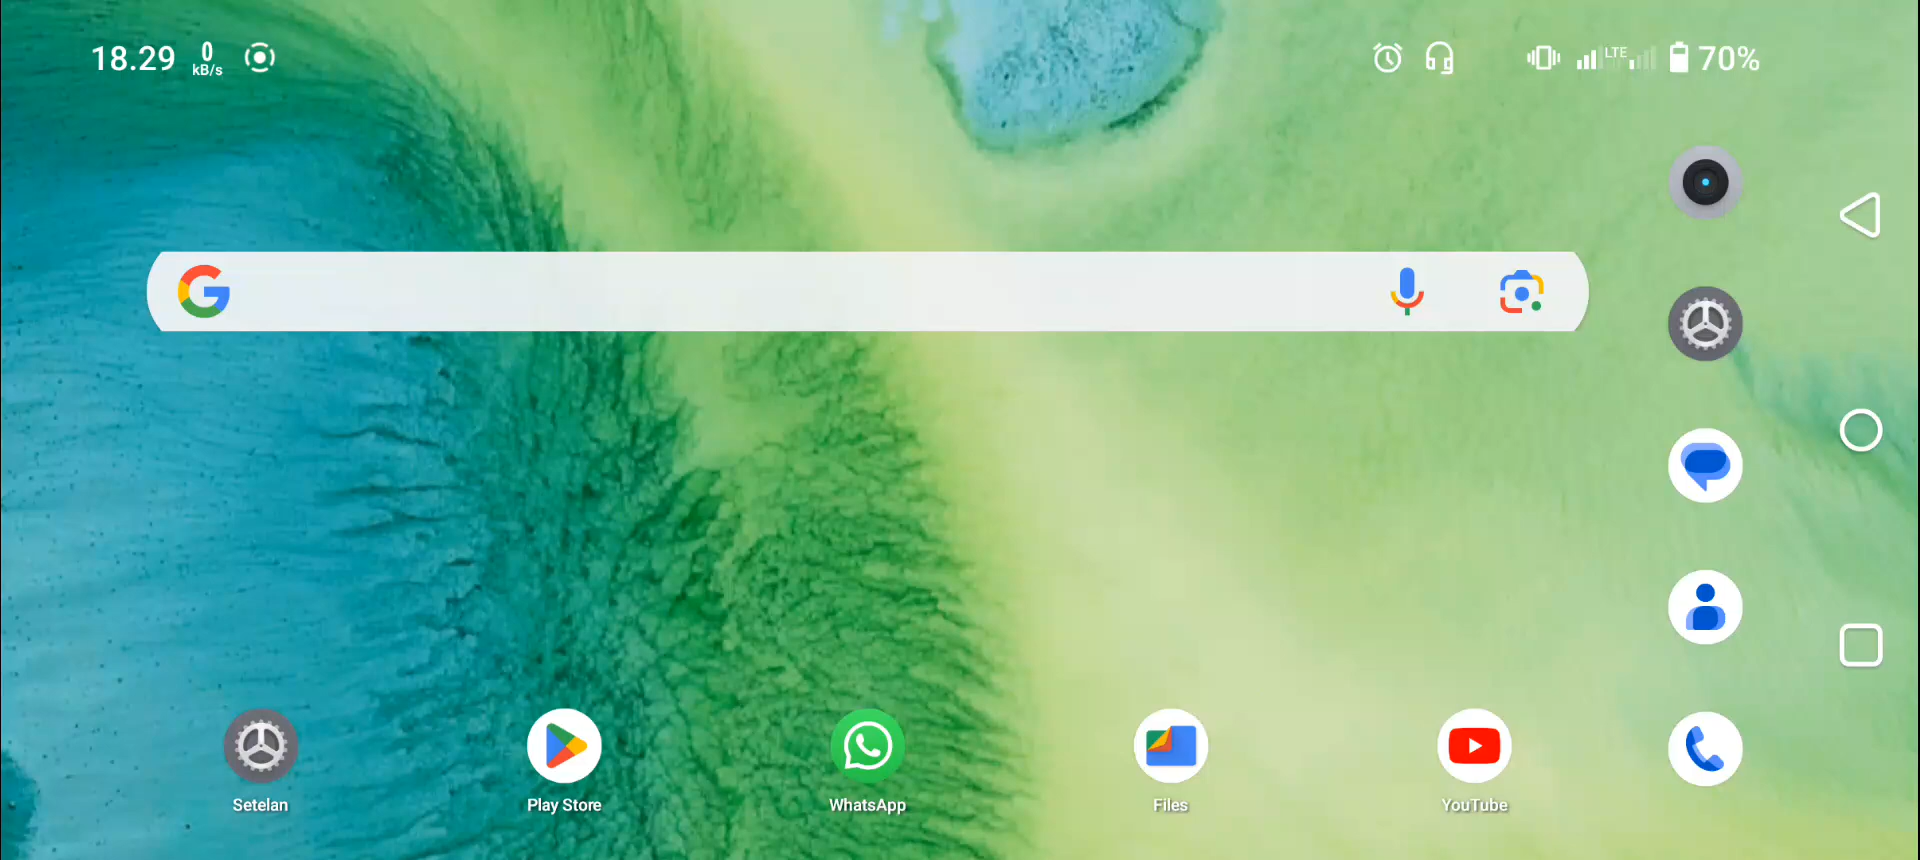 18.29 0 kB/s LTE 70%
Setelan Play Store WhatsApp Files YouTube